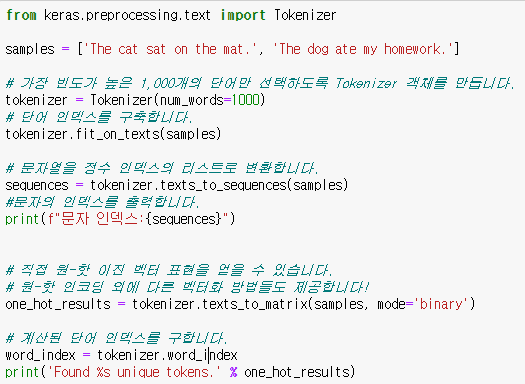 from keras.preprocessing.text import Tokenizer
samples = ['The cat sat on the mat.', 'The dog ate my homework.']
# 가장 빈도가 높은 1,000개의 단어만 선택하도록 Tokenizer 객체를 만듭니다.
tokenizer = Tokenizer(num_words=1000)
# 단어 인덱스를 구축합니다.
tokenizer.fit_on_texts(samples)
# 문자열을 정수 인덱스의 리스트로 변환합니다.
sequences = tokenizer.texts_to_sequences(samples)
#문자의 인덱스를 출력합니다.
print(f"문자 인덱스:{sequences}")
# 직접 원-핫 이진 벡터 표현을 얻을 수 있습니다.
# 원-핫 인코딩 외에 다른 벡터화 방법들도 제공합니다!
one_hot_results = tokenizer.texts_to_matrix(samples, mode='binary')
# 계산된 단어 인덱스를 구합니다.
word_index = tokenizer.word_index
print('Found %s unique tokens.' % one_hot_results)